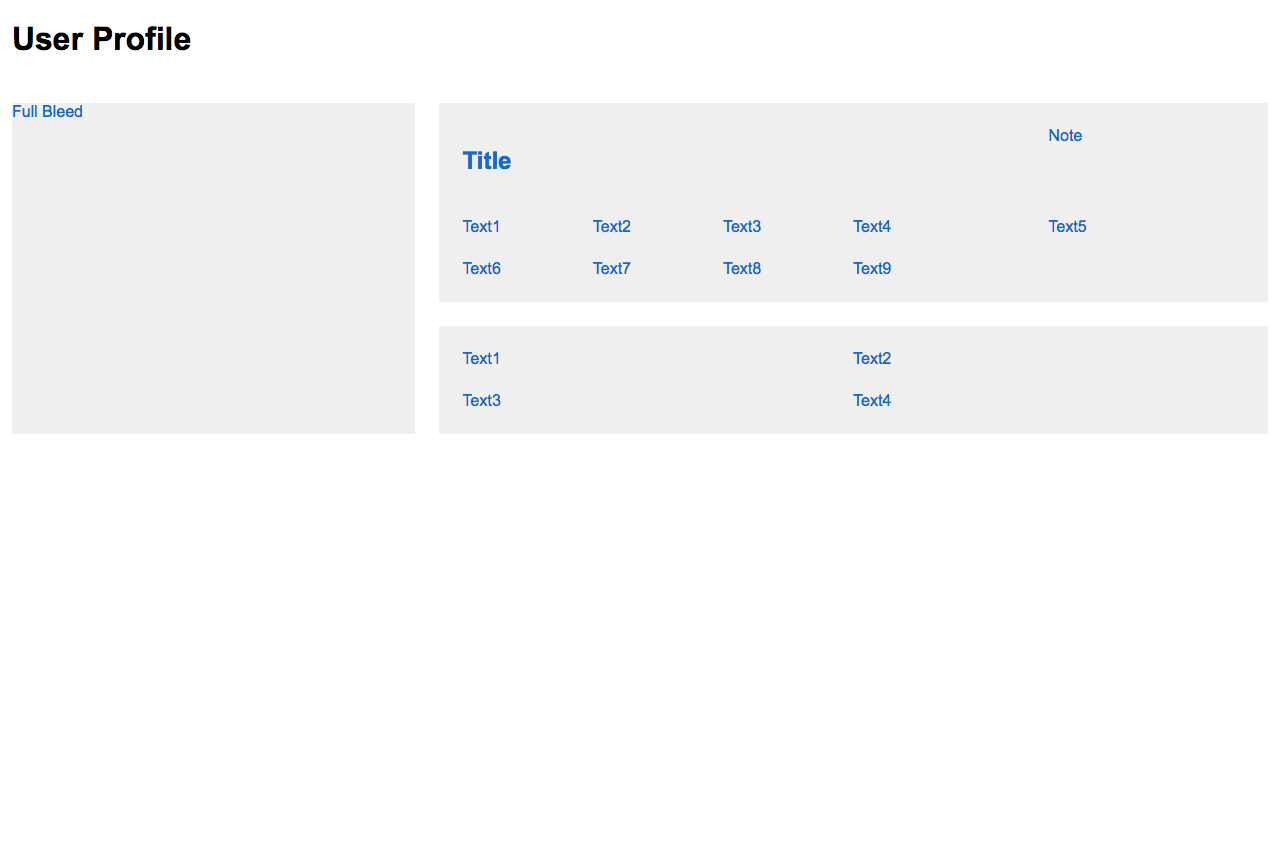 User Profile
Full Bleed
Title
Note
Text1 Text2 Text3 Text4 Text5
Text6 Text7 Text8 Text9
Text1 Text2
Text3 Text4